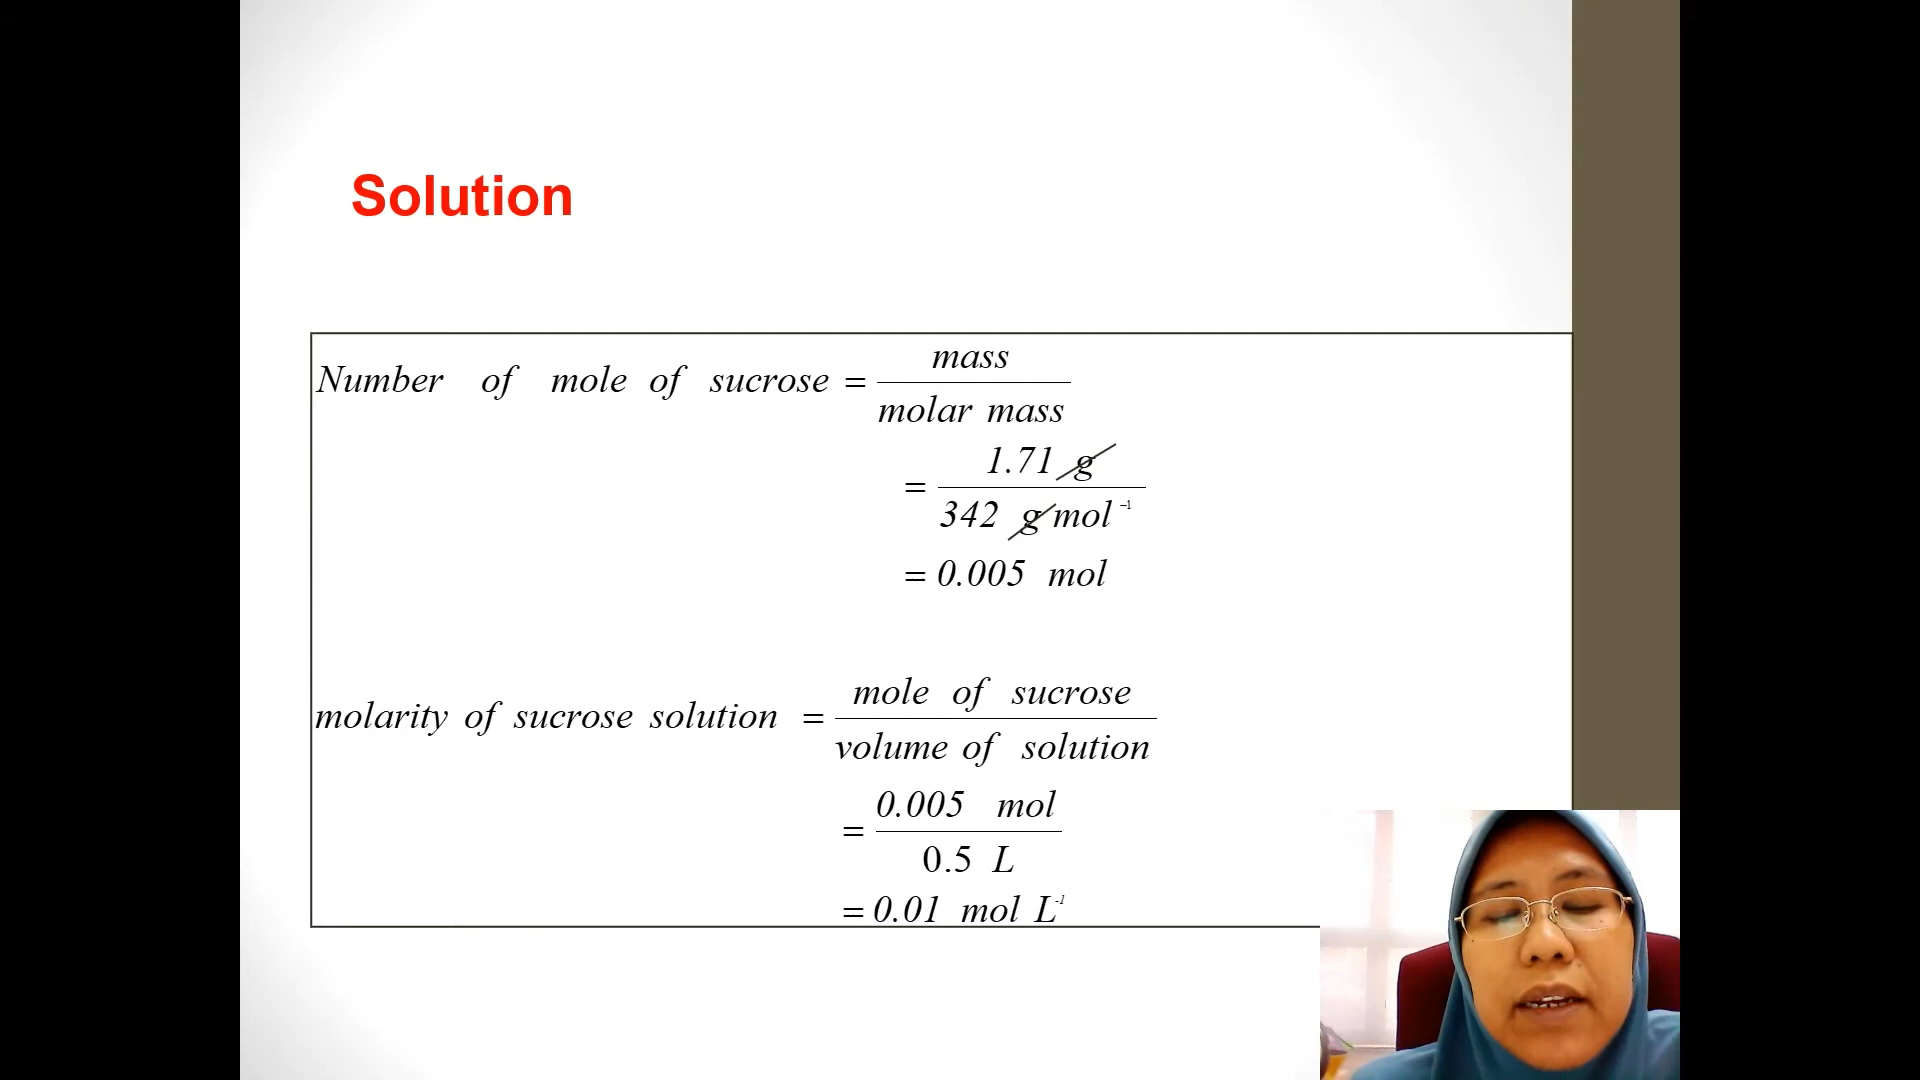 Solution
Number of mole of sucrose = mass / molar mass
= 1.71 g / 342 g mol⁻¹
= 0.005 mol
molarity of sucrose solution = mole of sucrose / volume of solution
= 0.005 mol / 0.5 L
= 0.01 mol L⁻¹